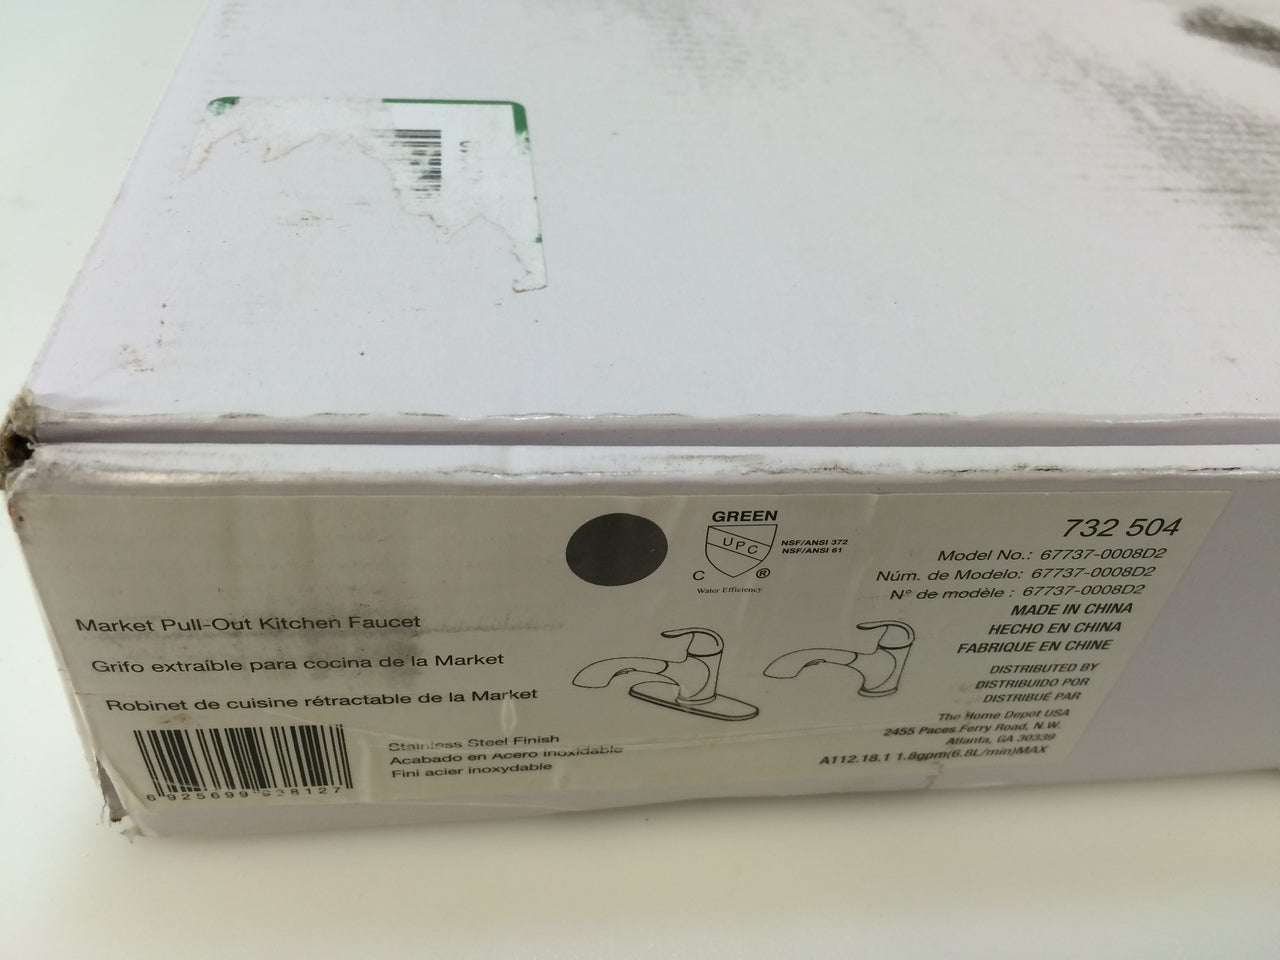 GREEN
UPC
C ®
NSF/ANSI 372
NSF/ANSI 61
Water Efficiency
732 504
Model No.: 67737-0008D2
Núm. de Modelo: 67737-0008D2
N° de modèle : 67737-0008D2
MADE IN CHINA
HECHO EN CHINA
FABRIQUE EN CHINE
DISTRIBUTED BY
DISTRIBUIDO POR
DISTRIBUÉ PAR
The Home Depot USA
2455 Paces Ferry Road, N.W.
Atlanta, GA 30339
A112.18.1 1.8gpm(6.8L/min)MAX
Market Pull-Out Kitchen Faucet
Grifo extraíble para cocina de la Market
Robinet de cuisine rétractable de la Market
Stainless Steel Finish
Acabado en Acero Inoxidable
Fini acier inoxydable
6 925699 638127